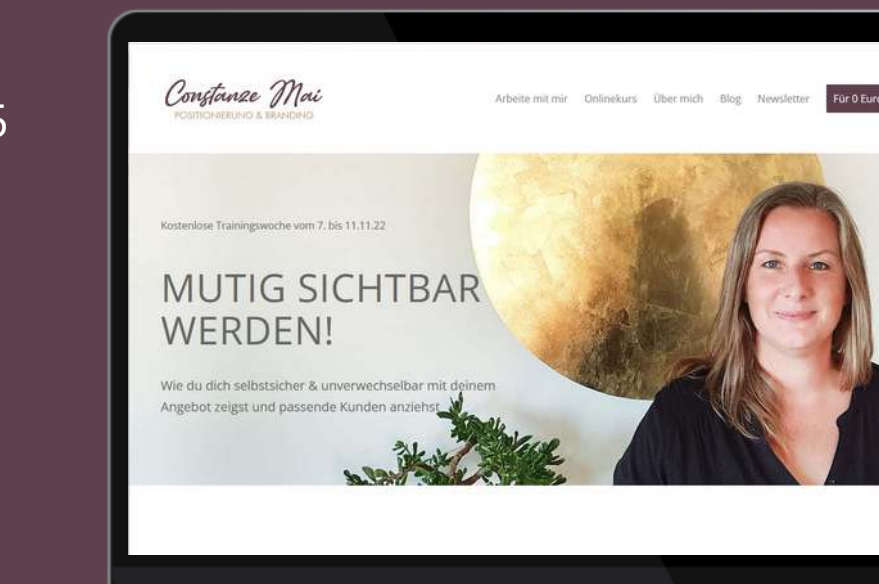 5
Constanze Mai
POSITIONIERUNG & BRANDING
Arbeite mit mir Onlinekurs Über mich Blog Newsletter Für 0 Euro
Kostenlose Trainingswoche vom 7. bis 11.11.22
MUTIG SICHTBAR
WERDEN!
Wie du dich selbstsicher & unverwechselbar mit deinem
Angebot zeigst und passende Kunden anziehst